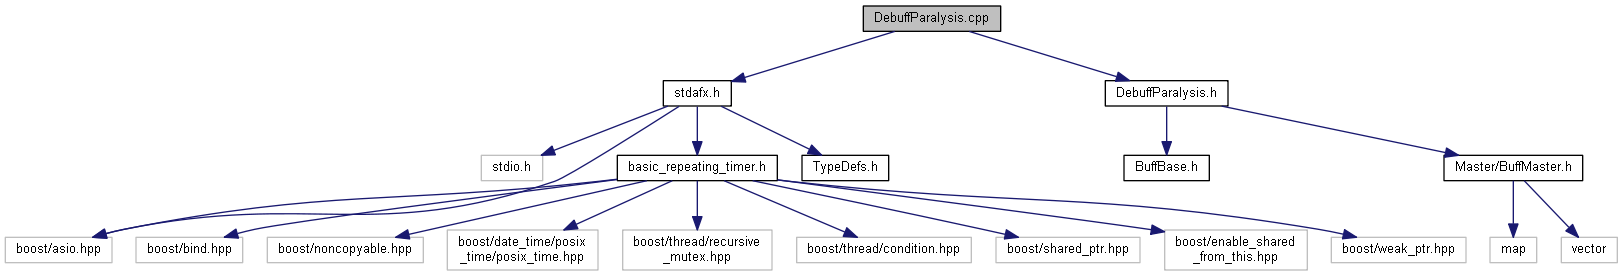 DebuffParalysis.cpp
stdafx.h
DebuffParalysis.h
stdio.h
basic_repeating_timer.h
TypeDefs.h
BuffBase.h
Master/BuffMaster.h
boost/asio.hpp
boost/bind.hpp
boost/noncopyable.hpp
boost/date_time/posix
_time/posix_time.hpp
boost/thread/recursive
_mutex.hpp
boost/thread/condition.hpp
boost/shared_ptr.hpp
boost/enable_shared
_from_this.hpp
boost/weak_ptr.hpp
map
vector